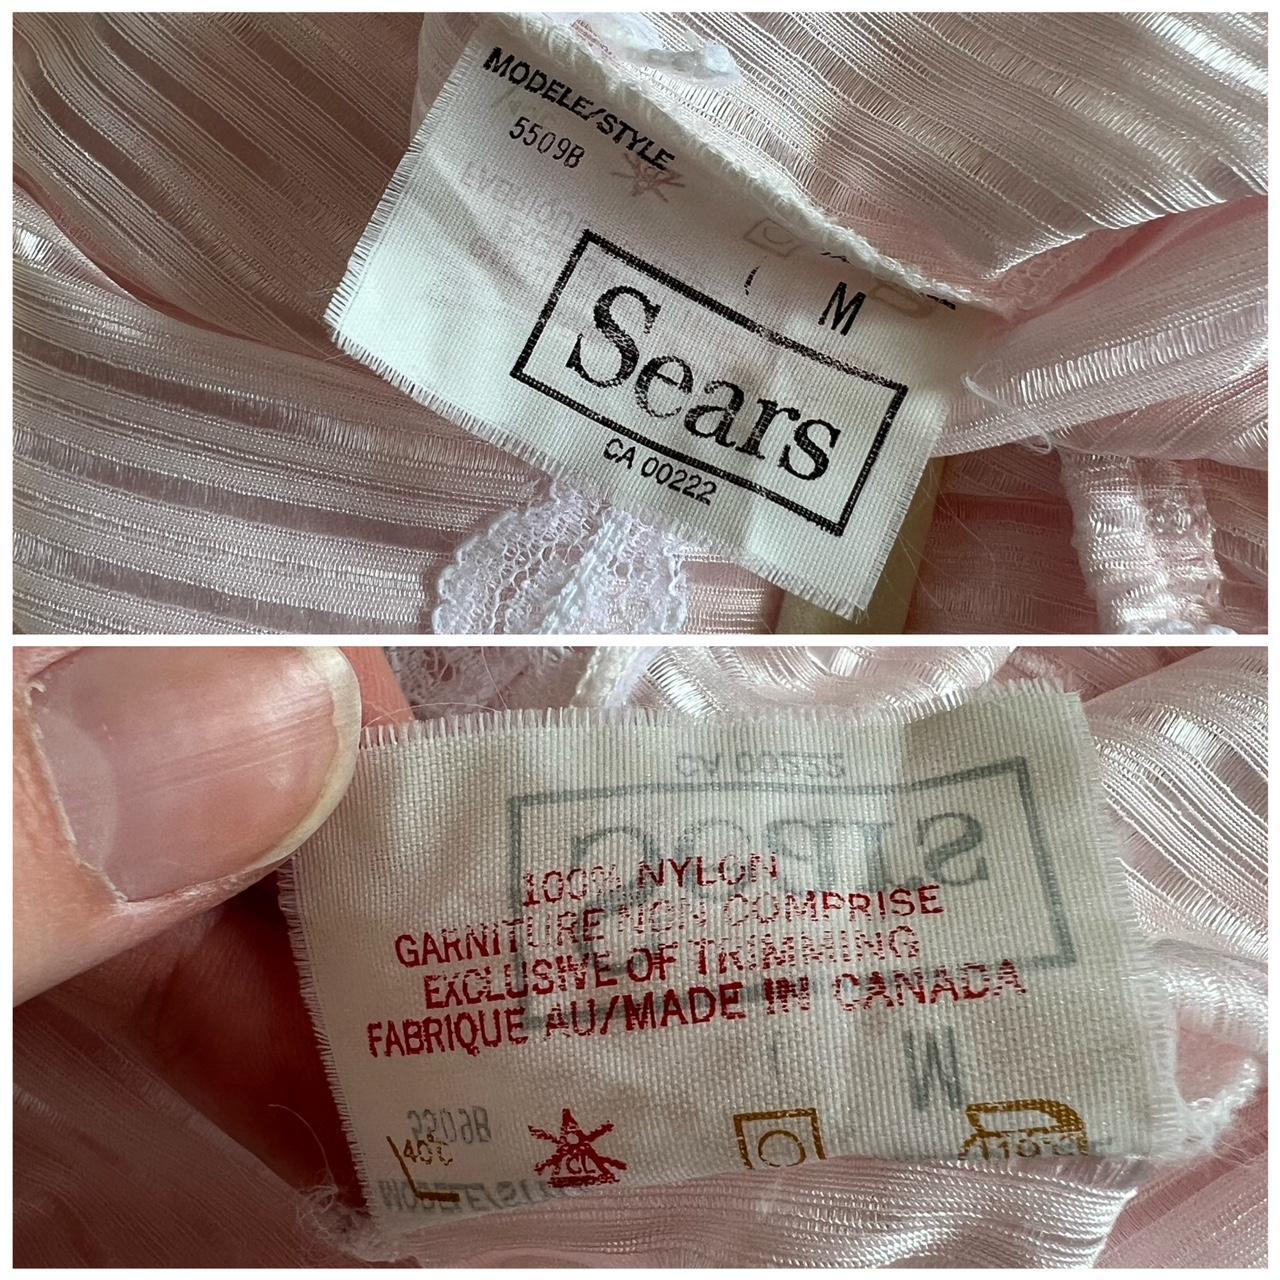 MODELE/STYLE
5509B
M
Sears
CA 00222
100% NYLON
GARNITURE NON COMPRISE
EXCLUSIVE OF TRIMMING
FABRIQUE AU/MADE IN CANADA
40°C
CL
110°C